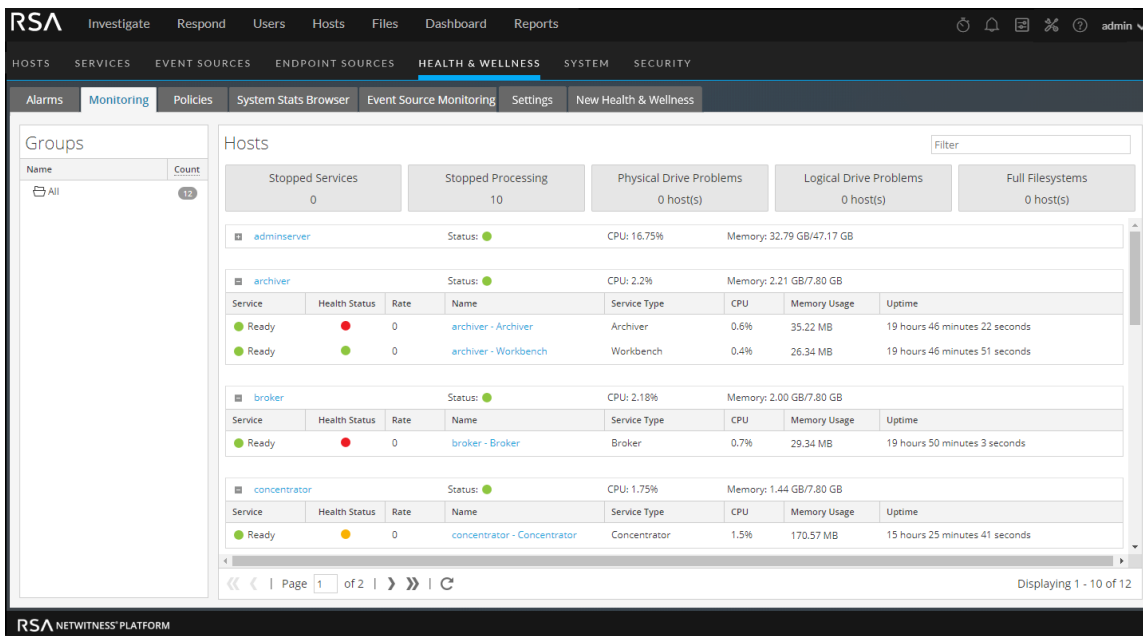 RSA Investigate Respond Users Hosts Files Dashboard Reports admin
HOSTS SERVICES EVENT SOURCES ENDPOINT SOURCES HEALTH & WELLNESS SYSTEM SECURITY
Alarms Monitoring Policies System Stats Browser Event Source Monitoring Settings New Health & Wellness
Groups
Name Count
All 12
Hosts Filter
Stopped Services Stopped Processing Physical Drive Problems Logical Drive Problems Full Filesystems
0 10 0 host(s) 0 host(s) 0 host(s)
adminserver Status: CPU: 16.75% Memory: 32.79 GB/47.17 GB
archiver Status: CPU: 2.2% Memory: 2.21 GB/7.80 GB
Service Health Status Rate Name Service Type CPU Memory Usage Uptime
Ready 0 archiver - Archiver Archiver 0.6% 35.22 MB 19 hours 46 minutes 22 seconds
Ready 0 archiver - Workbench Workbench 0.4% 26.34 MB 19 hours 46 minutes 51 seconds
broker Status: CPU: 2.18% Memory: 2.00 GB/7.80 GB
Service Health Status Rate Name Service Type CPU Memory Usage Uptime
Ready 0 broker - Broker Broker 0.7% 29.34 MB 19 hours 50 minutes 3 seconds
concentrator Status: CPU: 1.75% Memory: 1.44 GB/7.80 GB
Service Health Status Rate Name Service Type CPU Memory Usage Uptime
Ready 0 concentrator - Concentrator Concentrator 1.5% 170.57 MB 15 hours 25 minutes 41 seconds
Page 1 of 2 Displaying 1 - 10 of 12
RSA NETWITNESS® PLATFORM